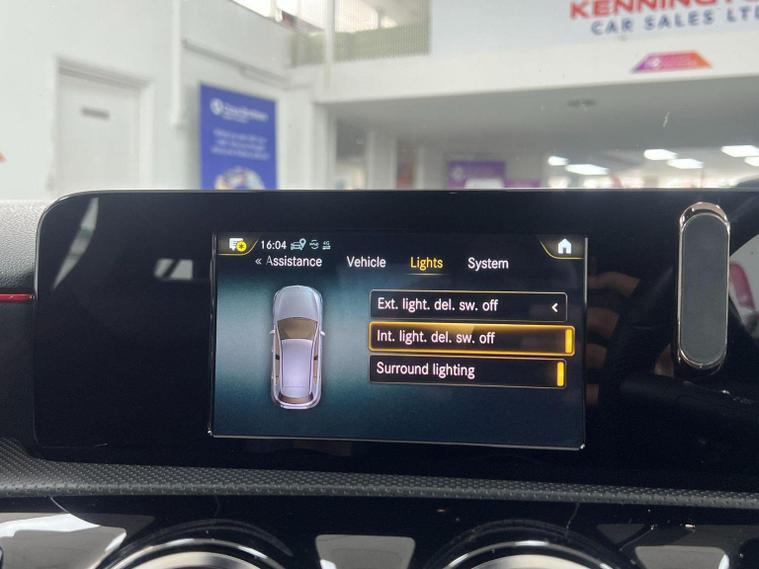 KENNINGTO
CAR SALES LTD
16:04
« Assistance Vehicle Lights System
Ext. light. del. sw. off
Int. light. del. sw. off
Surround lighting